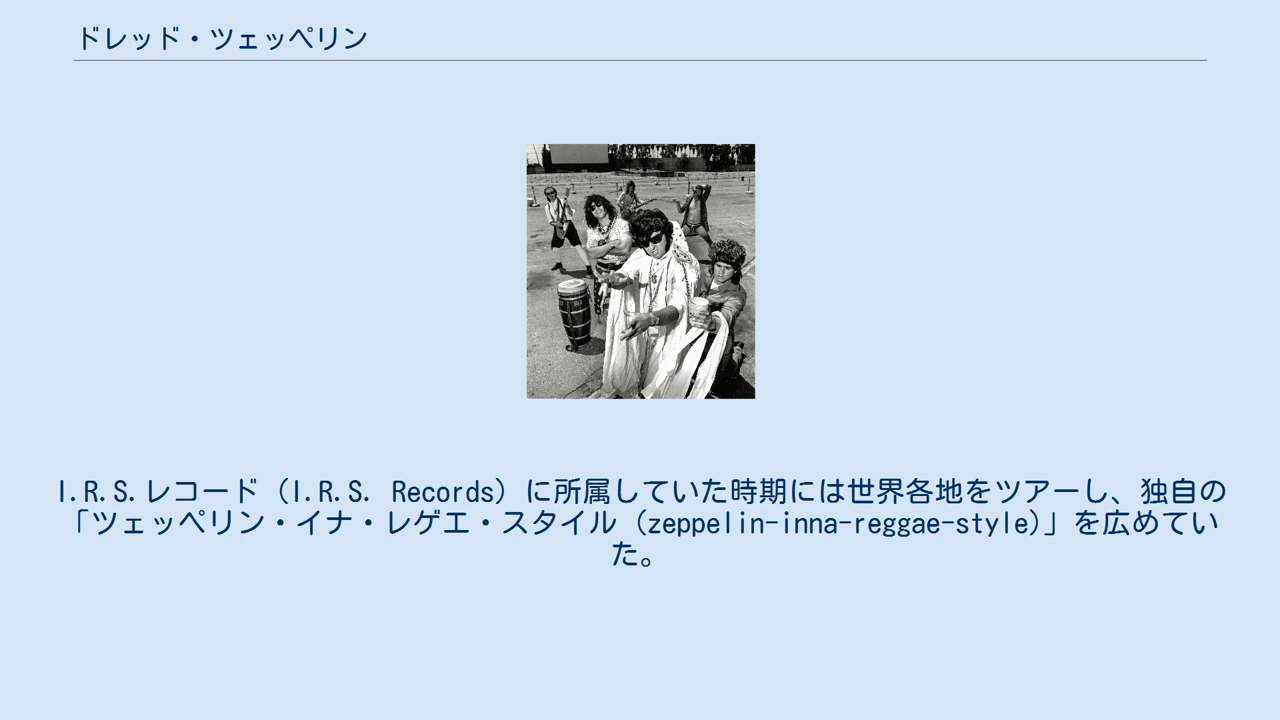 ドレッド・ツェッペリン
I.R.S.レコード（I.R.S. Records）に所属していた時期には世界各地をツアーし、独自の
「ツェッペリン・イナ・レゲエ・スタイル（zeppelin-inna-reggae-style)」を広めてい
た。